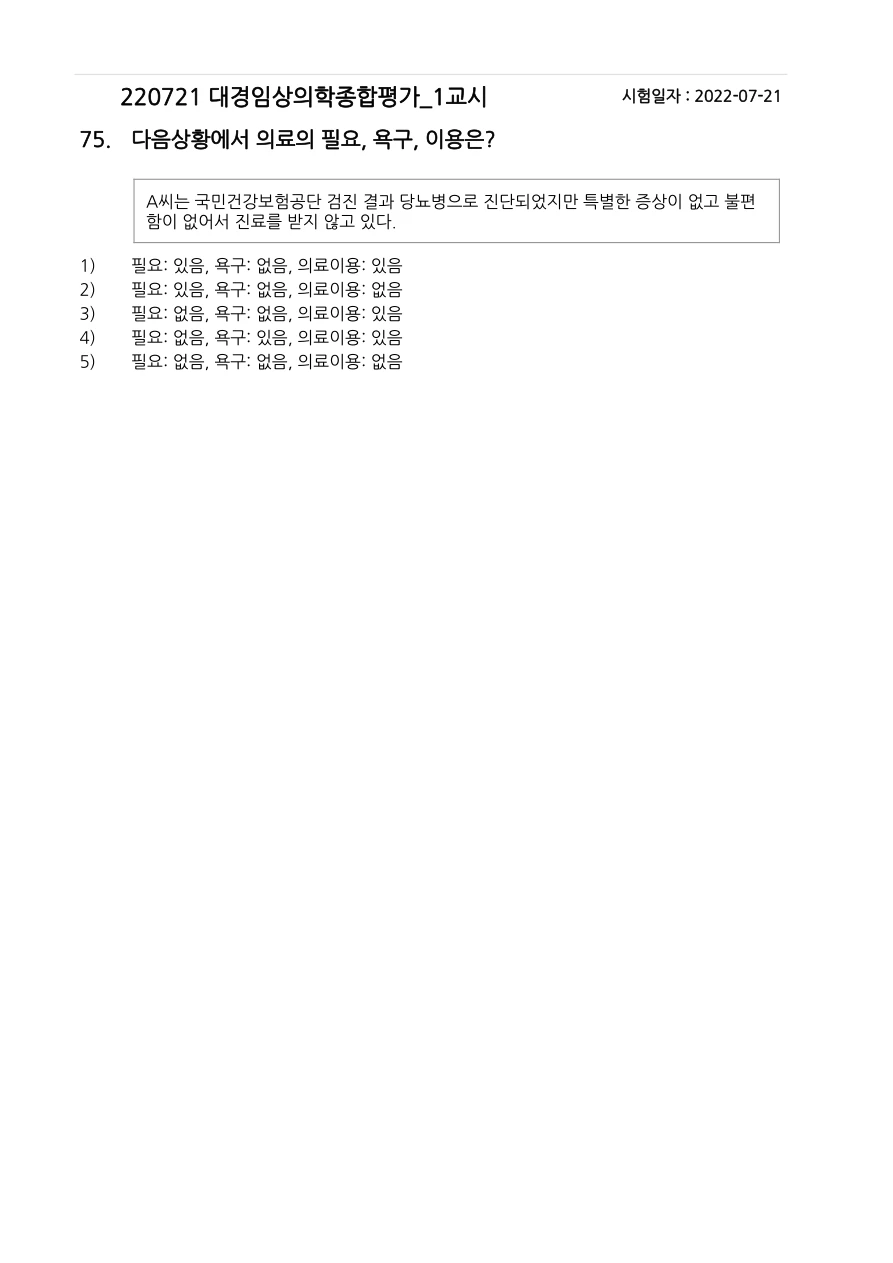 220721 대경임상의학종합평가_1교시 시험일자 : 2022-07-21
75. 다음상황에서 의료의 필요, 욕구, 이용은?
A씨는 국민건강보험공단 검진 결과 당뇨병으로 진단되었지만 특별한 증상이 없고 불편
함이 없어서 진료를 받지 않고 있다.
1) 필요: 있음, 욕구: 없음, 의료이용: 있음
2) 필요: 있음, 욕구: 없음, 의료이용: 없음
3) 필요: 없음, 욕구: 없음, 의료이용: 있음
4) 필요: 없음, 욕구: 있음, 의료이용: 있음
5) 필요: 없음, 욕구: 없음, 의료이용: 없음